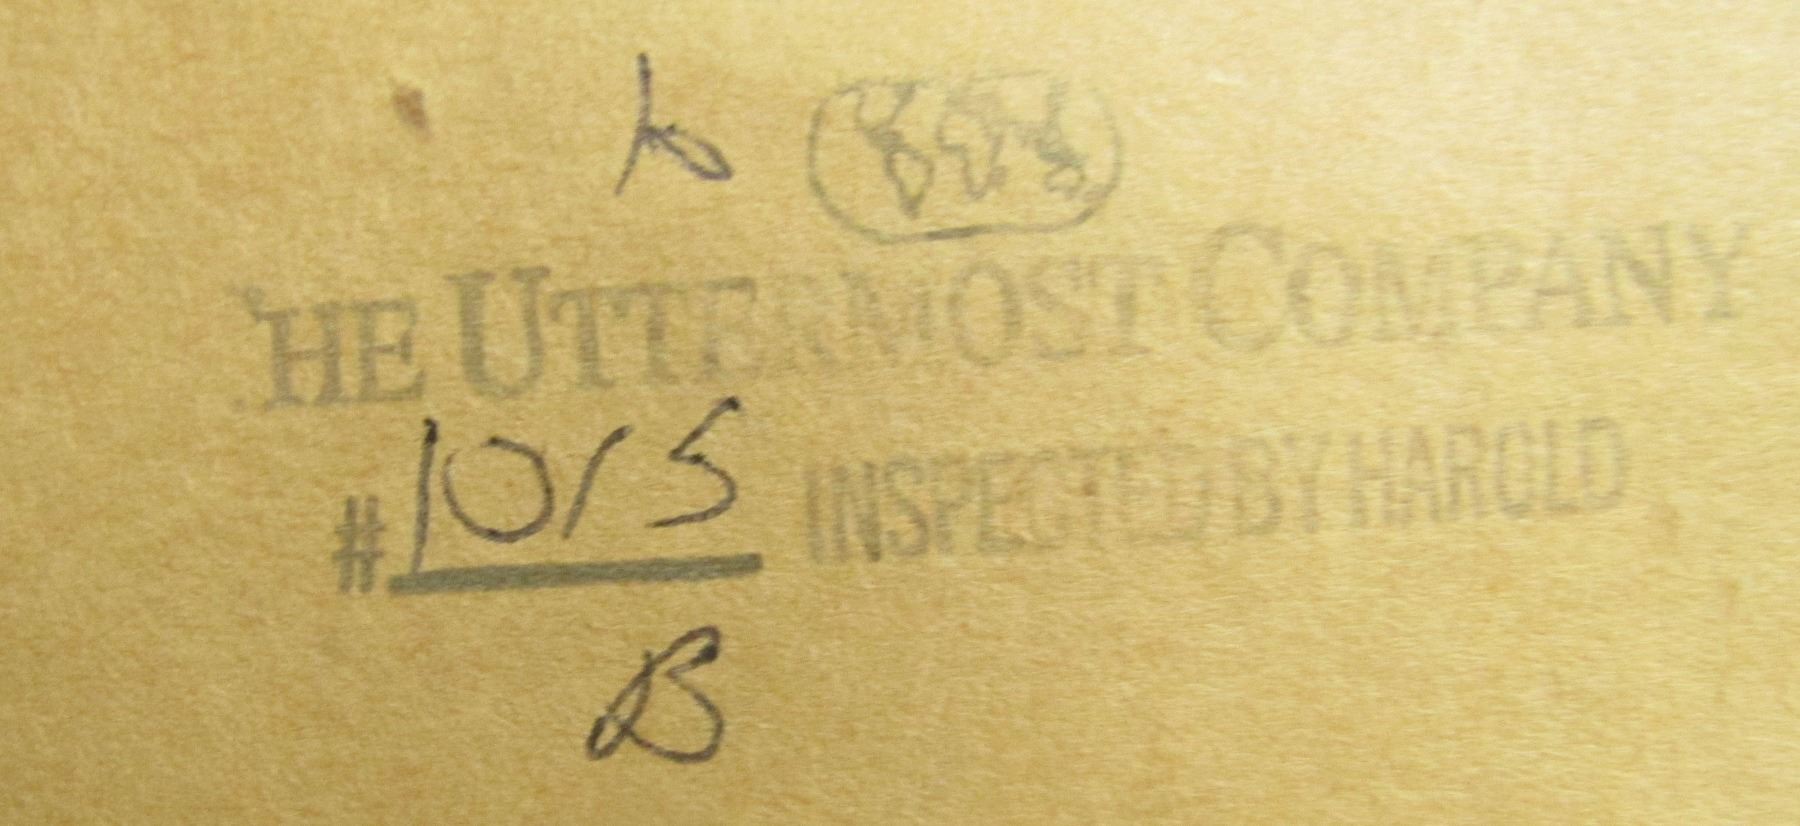 HE UTTERMOST COMPANY
#1015 INSPECTED BY HAROLD
B